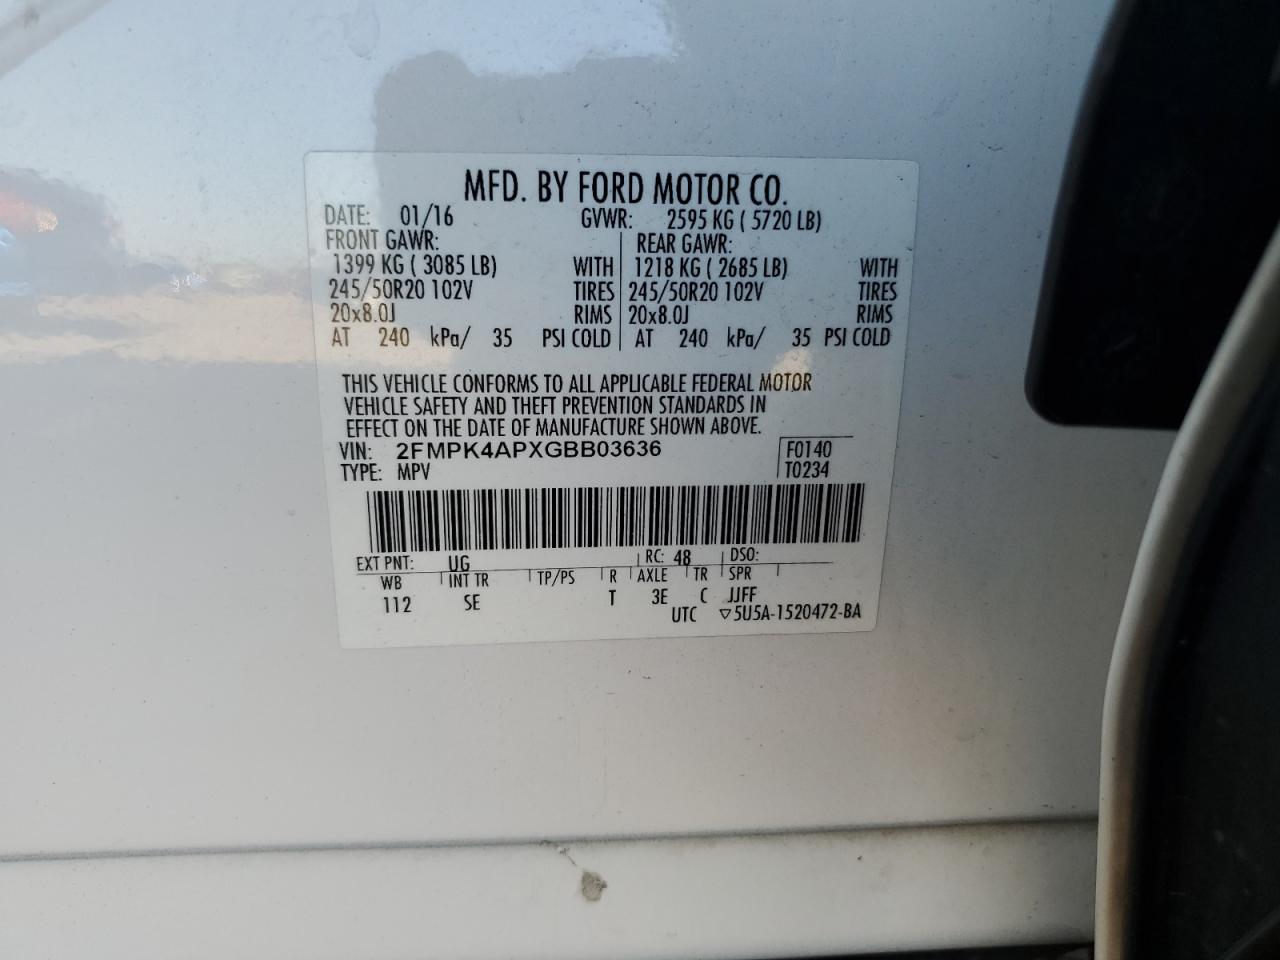 MFD. BY FORD MOTOR CO.
DATE: 01/16 GVWR: 2595 KG ( 5720 LB)
FRONT GAWR: REAR GAWR:
1399 KG ( 3085 LB) WITH 1218 KG ( 2685 LB) WITH
245/50R20 102V TIRES 245/50R20 102V TIRES
20x8.0J RIMS 20x8.0J RIMS
AT 240 kPa/ 35 PSI COLD AT 240 kPa/ 35 PSI COLD
THIS VEHICLE CONFORMS TO ALL APPLICABLE FEDERAL MOTOR
VEHICLE SAFETY AND THEFT PREVENTION STANDARDS IN
EFFECT ON THE DATE OF MANUFACTURE SHOWN ABOVE.
VIN: 2FMPK4APXGBB03636 F0140
TYPE: MPV T0234
EXT PNT: UG RC: 48 DSO:
WB INT TR TP/PS R AXLE TR SPR
112 SE T 3E C JJFF
UTC ▽5U5A-1520472-BA